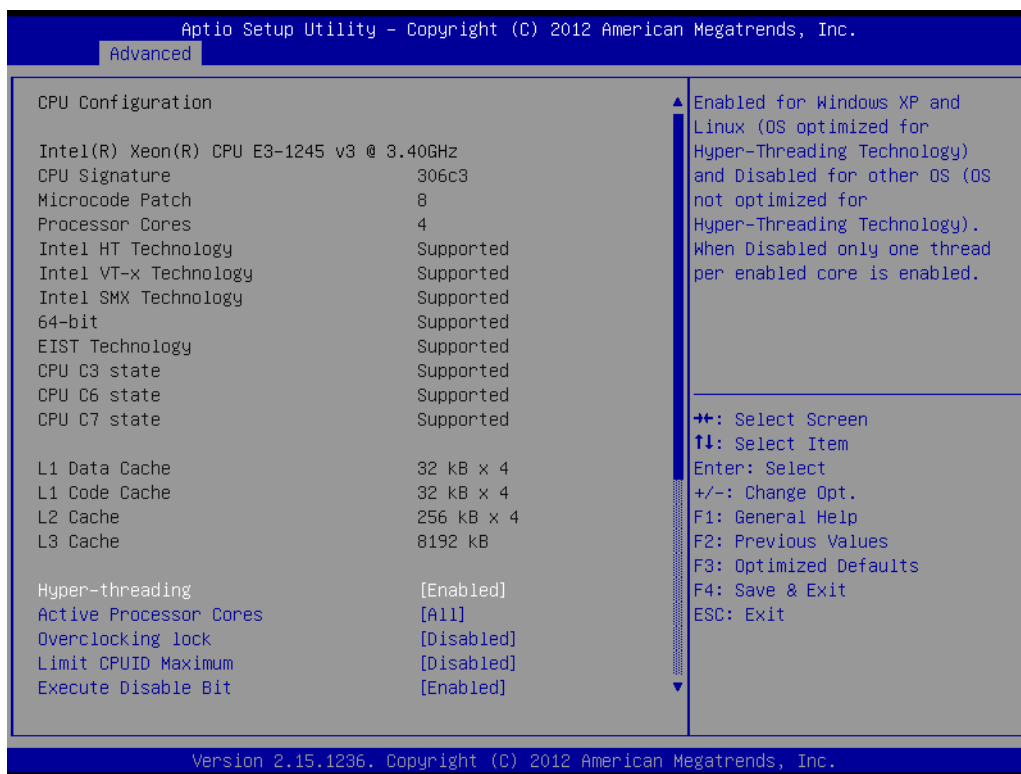 Aptio Setup Utility – Copyright (C) 2012 American Megatrends, Inc.
Advanced
CPU Configuration
Intel(R) Xeon(R) CPU E3-1245 v3 @ 3.40GHz
CPU Signature 306c3
Microcode Patch 8
Processor Cores 4
Intel HT Technology Supported
Intel VT-x Technology Supported
Intel SMX Technology Supported
64-bit Supported
EIST Technology Supported
CPU C3 state Supported
CPU C6 state Supported
CPU C7 state Supported
L1 Data Cache 32 kB x 4
L1 Code Cache 32 kB x 4
L2 Cache 256 kB x 4
L3 Cache 8192 kB
Hyper-threading [Enabled]
Active Processor Cores [All]
Overclocking lock [Disabled]
Limit CPUID Maximum [Disabled]
Execute Disable Bit [Enabled]
Enabled for Windows XP and
Linux (OS optimized for
Hyper-Threading Technology)
and Disabled for other OS (OS
not optimized for
Hyper-Threading Technology).
When Disabled only one thread
per enabled core is enabled.
→←: Select Screen
↑↓: Select Item
Enter: Select
+/-: Change Opt.
F1: General Help
F2: Previous Values
F3: Optimized Defaults
F4: Save & Exit
ESC: Exit
Version 2.15.1236. Copyright (C) 2012 American Megatrends, Inc.